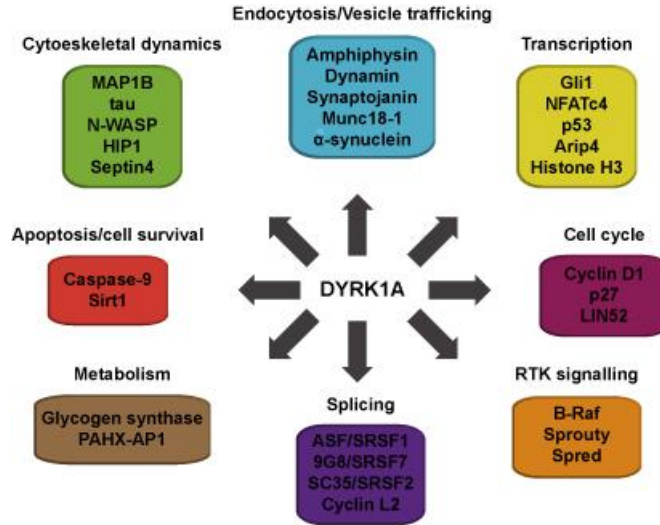 Endocytosis/Vesicle trafficking
Amphiphysin
Dynamin
Synaptojanin
Munc18-1
α-synuclein
Cytoeskeletal dynamics
MAP1B
tau
N-WASP
HIP1
Septin4
Transcription
Gli1
NFATc4
p53
Arip4
Histone H3
Apoptosis/cell survival
Caspase-9
Sirt1
DYRK1A
Cell cycle
Cyclin D1
p27
LIN52
Metabolism
Glycogen synthase
PAHX-AP1
Splicing
ASF/SRSF1
9G8/SRSF7
SC35/SRSF2
Cyclin L2
RTK signalling
B-Raf
Sprouty
Spred